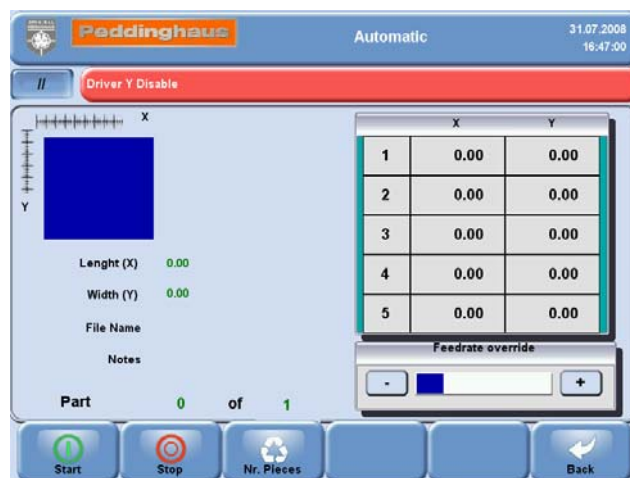 Peddinghaus
Automatic
31.07.2008
16:47:00
//
Driver Y Disable
X
Y
Lenght (X) 0.00
Width (Y) 0.00
File Name
Notes
Part 0 of 1
X Y
1 0.00 0.00
2 0.00 0.00
3 0.00 0.00
4 0.00 0.00
5 0.00 0.00
Feedrate override
- +
Start
Stop
Nr. Pieces
Back